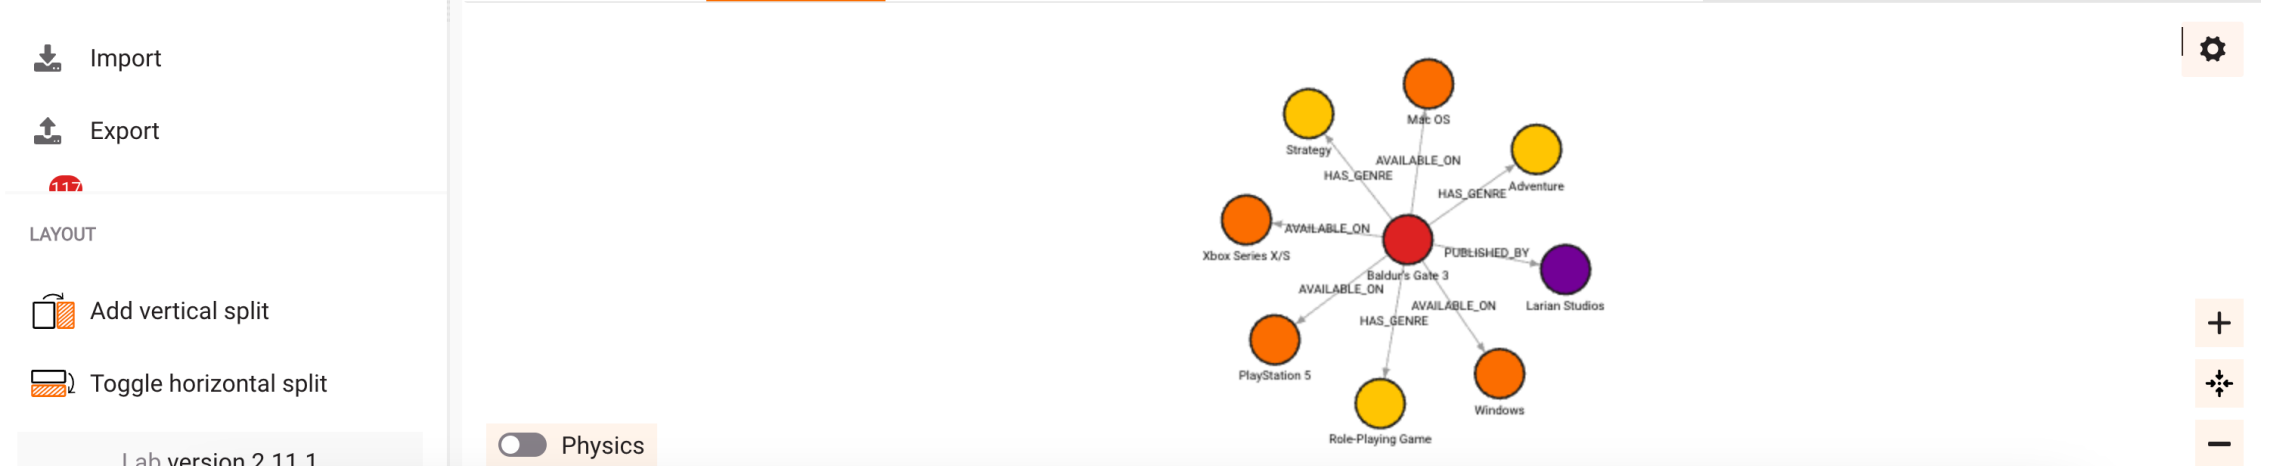 Import
Export
117
LAYOUT
Add vertical split
Toggle horizontal split
Lab version 2.11.1
Mac OS
Strategy
AVAILABLE_ON
HAS_GENRE
Adventure
HAS_GENRE
AVAILABLE_ON
Xbox Series X/S
PUBLISHED_BY
Baldur's Gate 3
AVAILABLE_ON
AVAILABLE_ON
Larian Studios
HAS_GENRE
PlayStation 5
Windows
Role-Playing Game
Physics